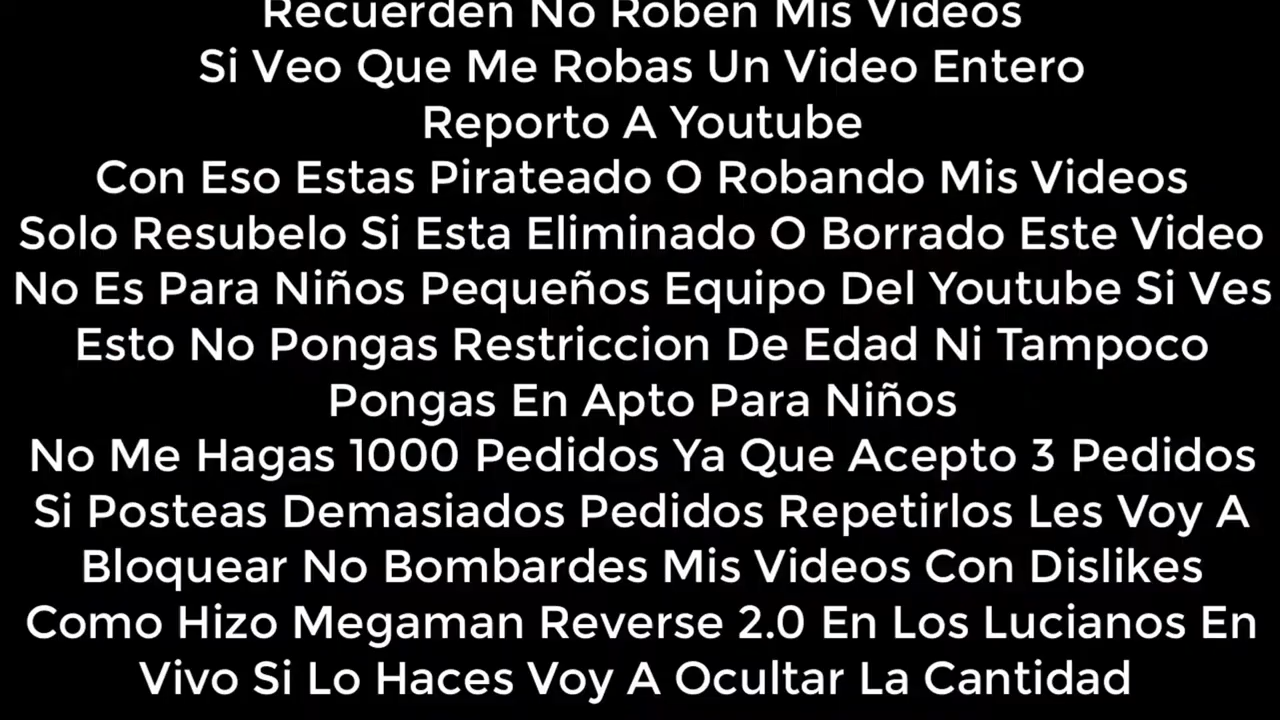 Recuerden No Roben Mis Videos
Si Veo Que Me Robas Un Video Entero
Reporto A Youtube
Con Eso Estas Pirateado O Robando Mis Videos
Solo Resubelo Si Esta Eliminado O Borrado Este Video
No Es Para Niños Pequeños Equipo Del Youtube Si Ves
Esto No Pongas Restriccion De Edad Ni Tampoco
Pongas En Apto Para Niños
No Me Hagas 1000 Pedidos Ya Que Acepto 3 Pedidos
Si Posteas Demasiados Pedidos Repetirlos Les Voy A
Bloquear No Bombardes Mis Videos Con Dislikes
Como Hizo Megaman Reverse 2.0 En Los Lucianos En
Vivo Si Lo Haces Voy A Ocultar La Cantidad